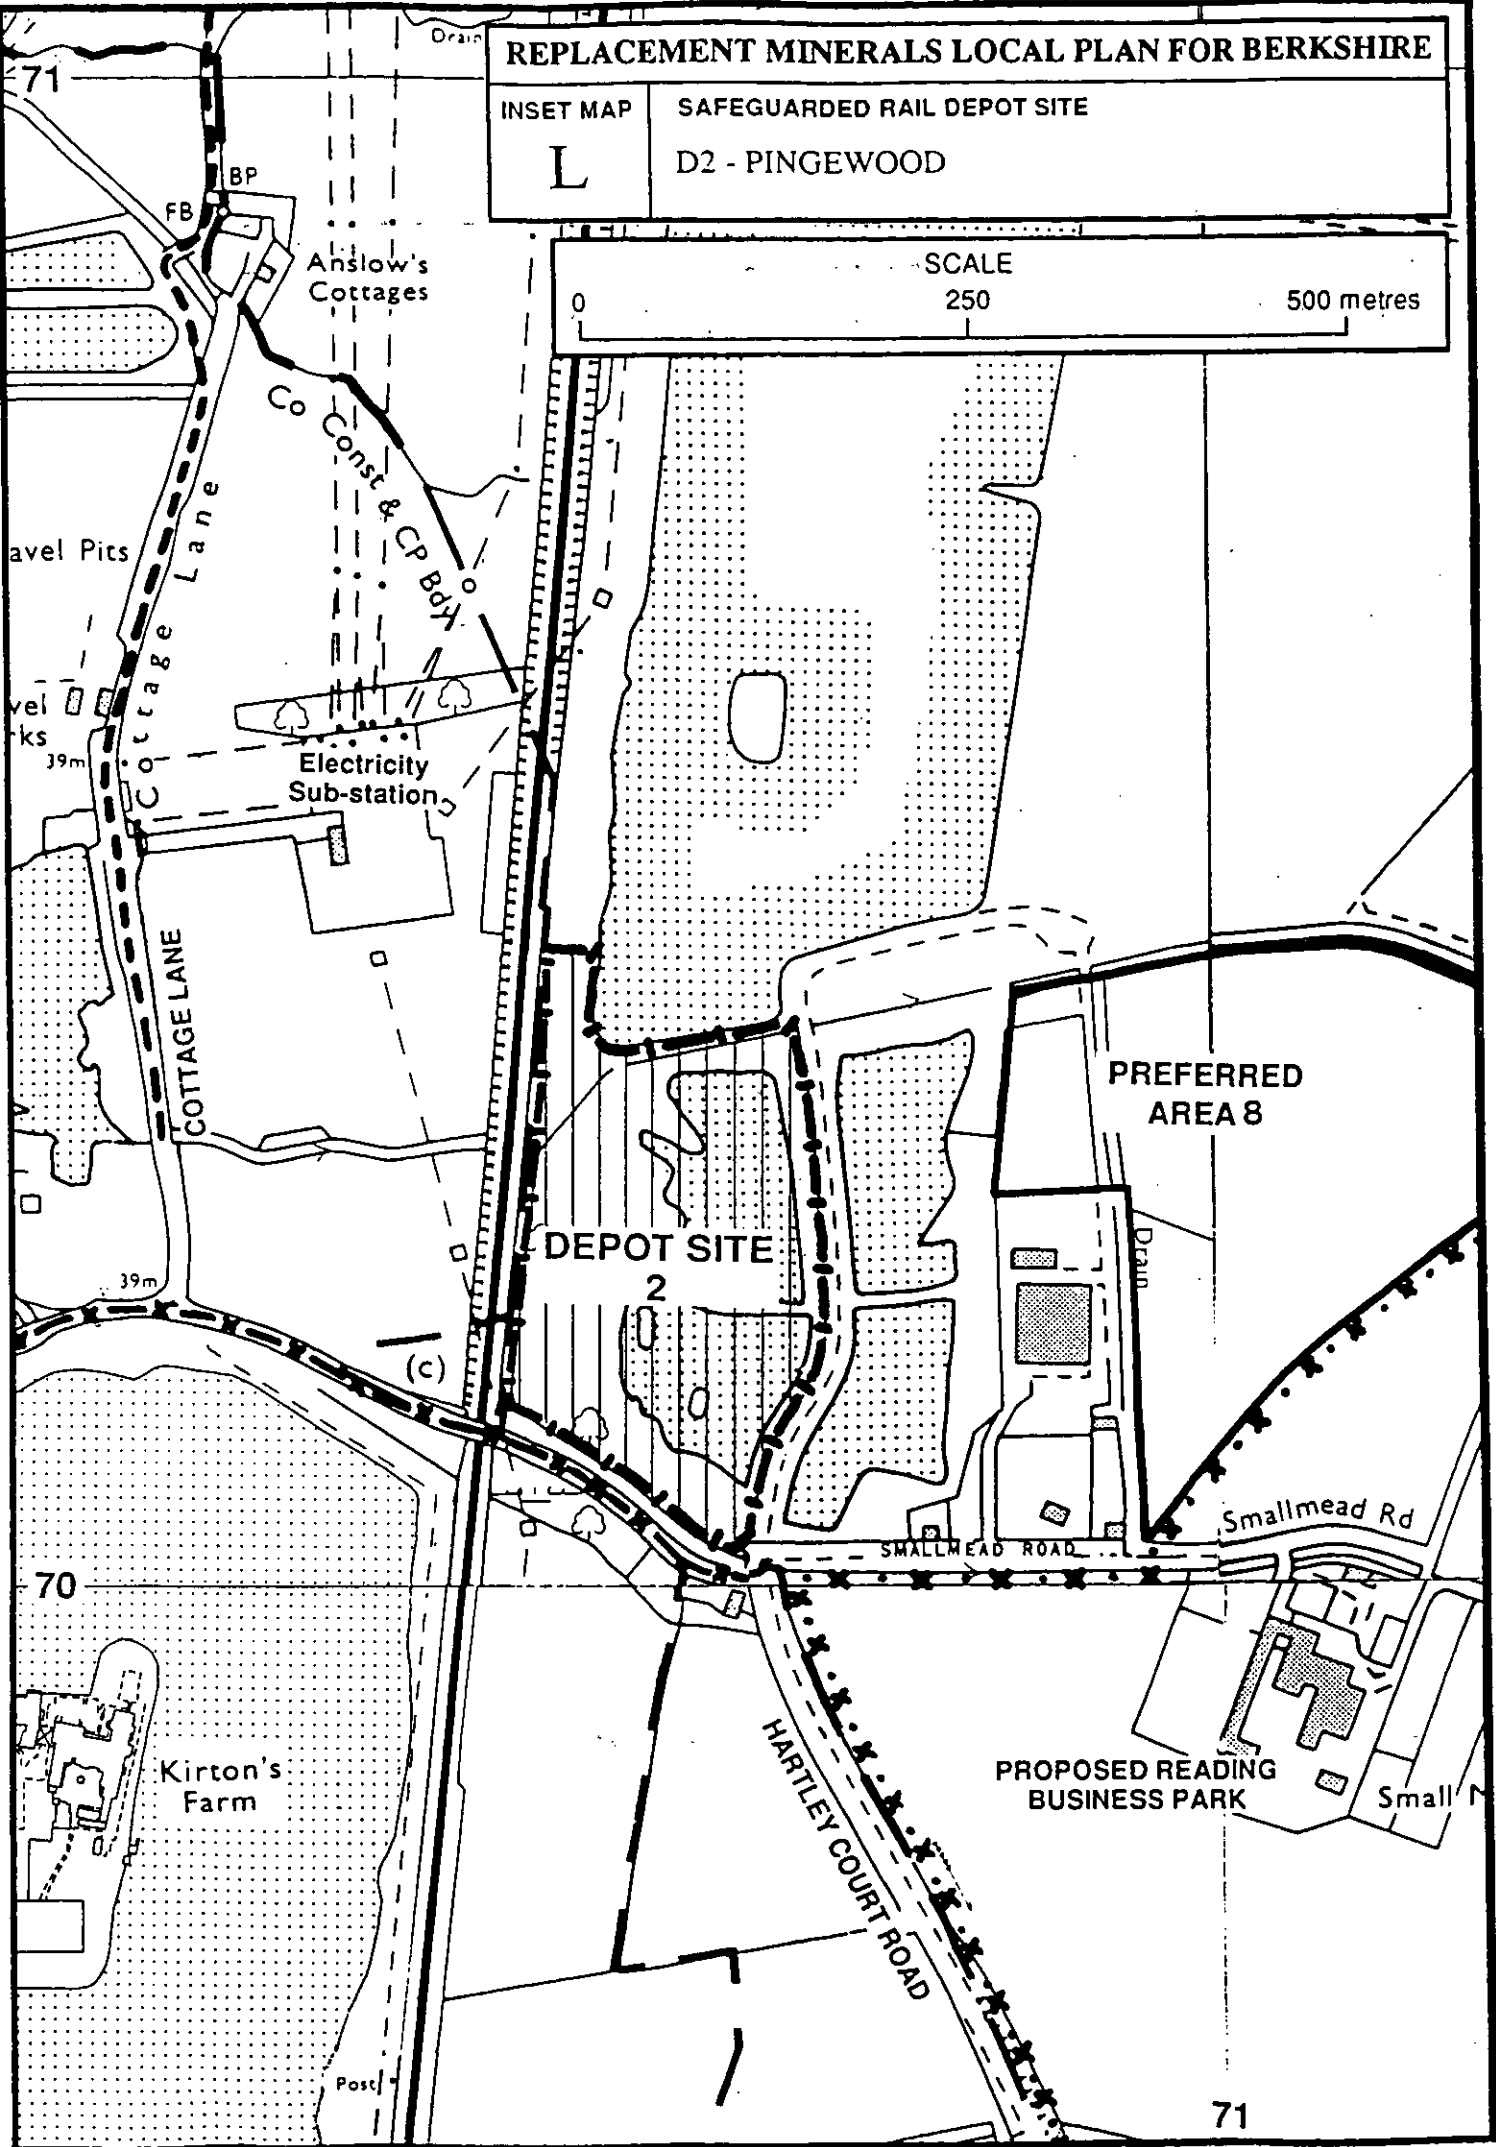 Drain
REPLACEMENT MINERALS LOCAL PLAN FOR BERKSHIRE
71
INSET MAP
L
SAFEGUARDED RAIL DEPOT SITE
D2 - PINGEWOOD
BP
FB
SCALE
0 250 500 metres
Anslow's
Cottages
Co Const & CP Bdy
Cottage Lane
avel Pits
vel
ks
39m
Electricity
Sub-station
COTTAGE LANE
PREFERRED
AREA 8
Drain
DEPOT SITE
2
39m
(c)
Smallmead Rd
SMALLMEAD ROAD
70
HARTLEY COURT ROAD
Kirton's
Farm
PROPOSED READING
BUSINESS PARK
Small
Post
71